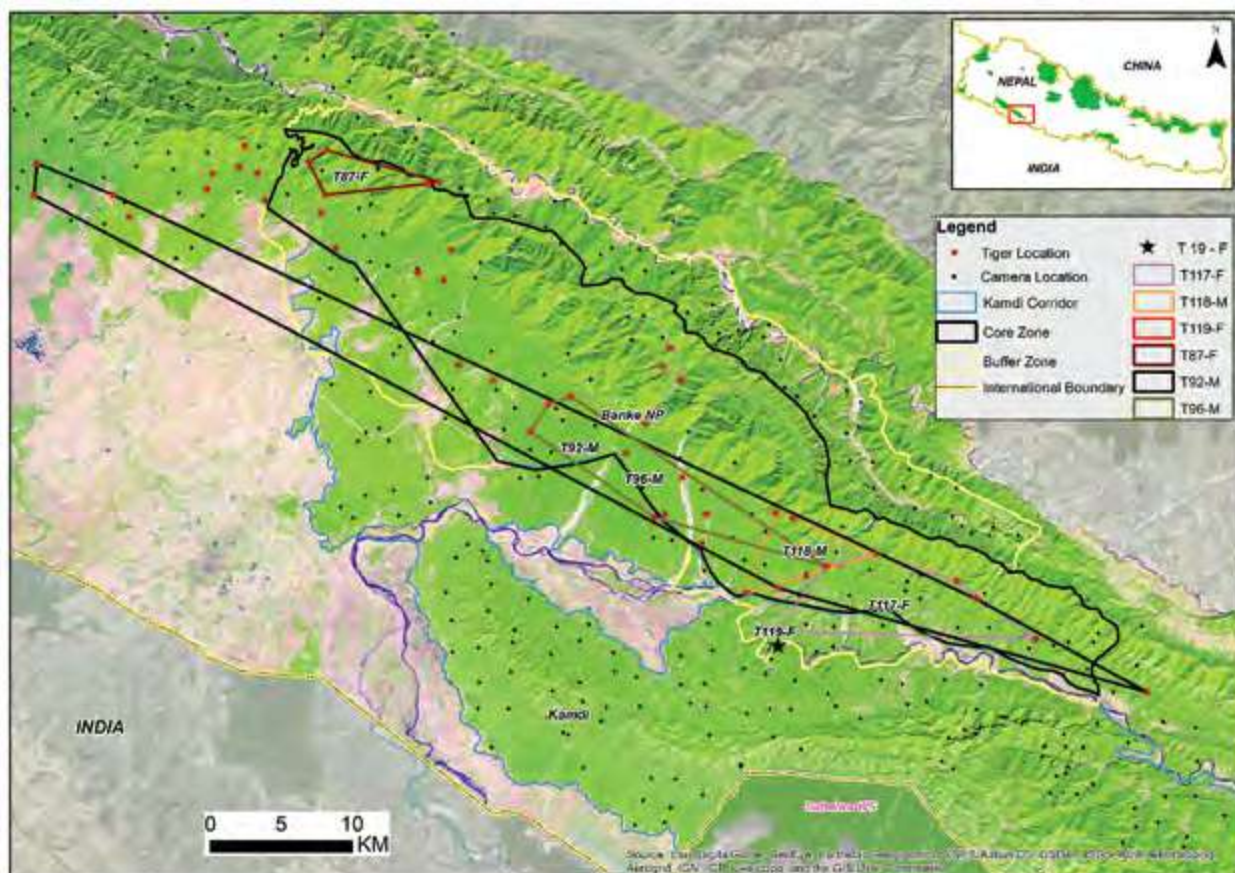 N
CHINA
NEPAL
INDIA
Legend
Tiger Location
Camera Location
Kamdi Corridor
Core Zone
Buffer Zone
International Boundary
T 19 - F
T117-F
T118-M
T119-F
T87-F
T92-M
T96-M
T87-F
Banke NP
T92-M
T96-M
T118-M
T117-F
T119-F
Kamdi
INDIA
0 5 10
KM